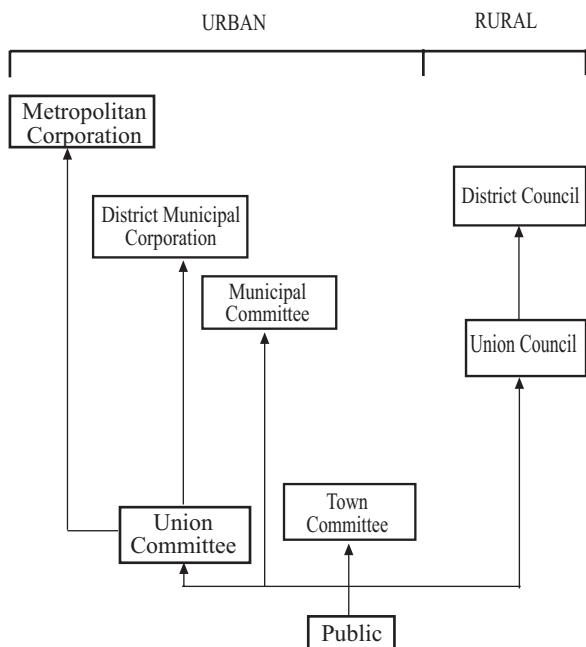 URBAN
RURAL
Metropolitan
Corporation
District Municipal
Corporation
District Council
Municipal
Committee
Union Council
Town
Committee
Union
Committee
Public